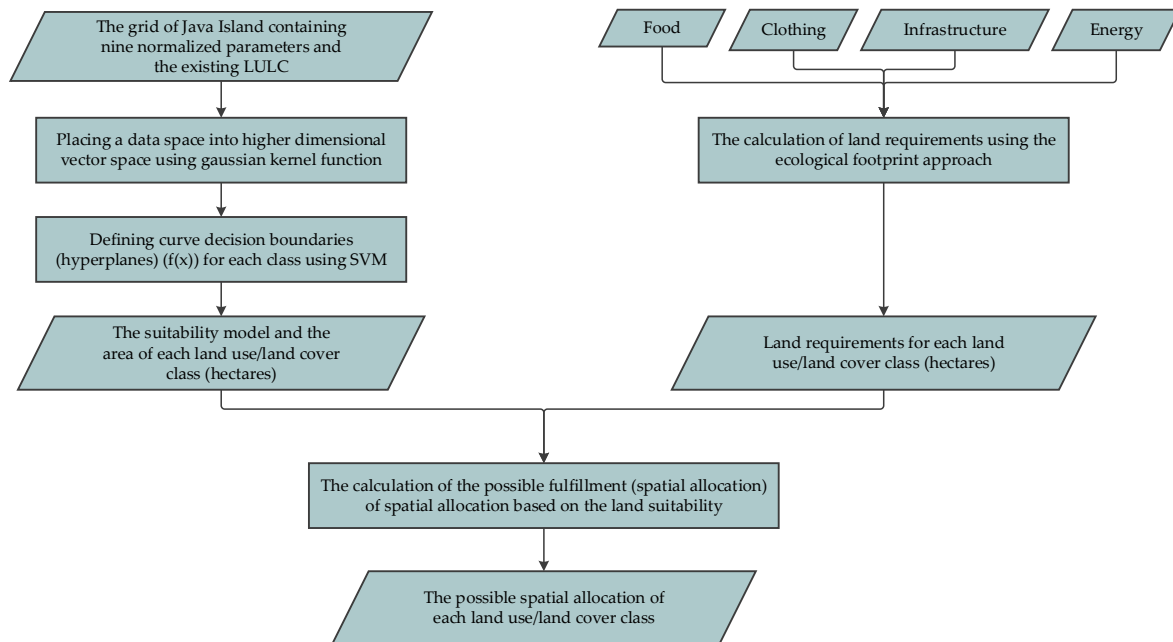 The grid of Java Island containing
nine normalized parameters and
the existing LULC
Placing a data space into higher dimensional
vector space using gaussian kernel function
Defining curve decision boundaries
(hyperplanes) (f(x)) for each class using SVM
The suitability model and the
area of each land use/land cover
class (hectares)
Food
Clothing
Infrastructure
Energy
The calculation of land requirements using the
ecological footprint approach
Land requirements for each land
use/land cover class (hectares)
The calculation of the possible fulfillment (spatial allocation)
of spatial allocation based on the land suitability
The possible spatial allocation of
each land use/land cover class